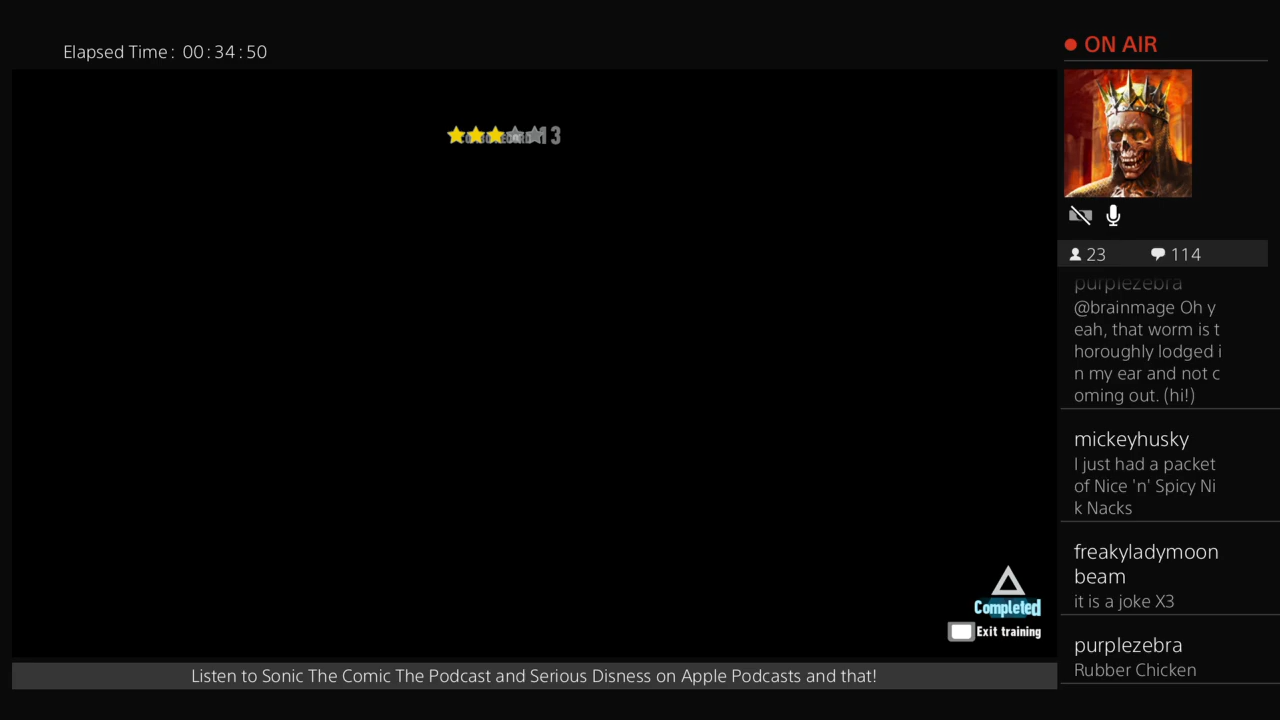 Elapsed Time: 00:34:50
ON AIR
13
23
114
purplezebra
@brainmage Oh y
eah, that worm is t
horoughly lodged i
n my ear and not c
oming out. (hi!)
mickeyhusky
I just had a packet
of Nice 'n' Spicy Ni
k Nacks
freakyladymoon
beam
it is a joke X3
purplezebra
Rubber Chicken
Completed
Exit training
Listen to Sonic The Comic The Podcast and Serious Disness on Apple Podcasts and that!